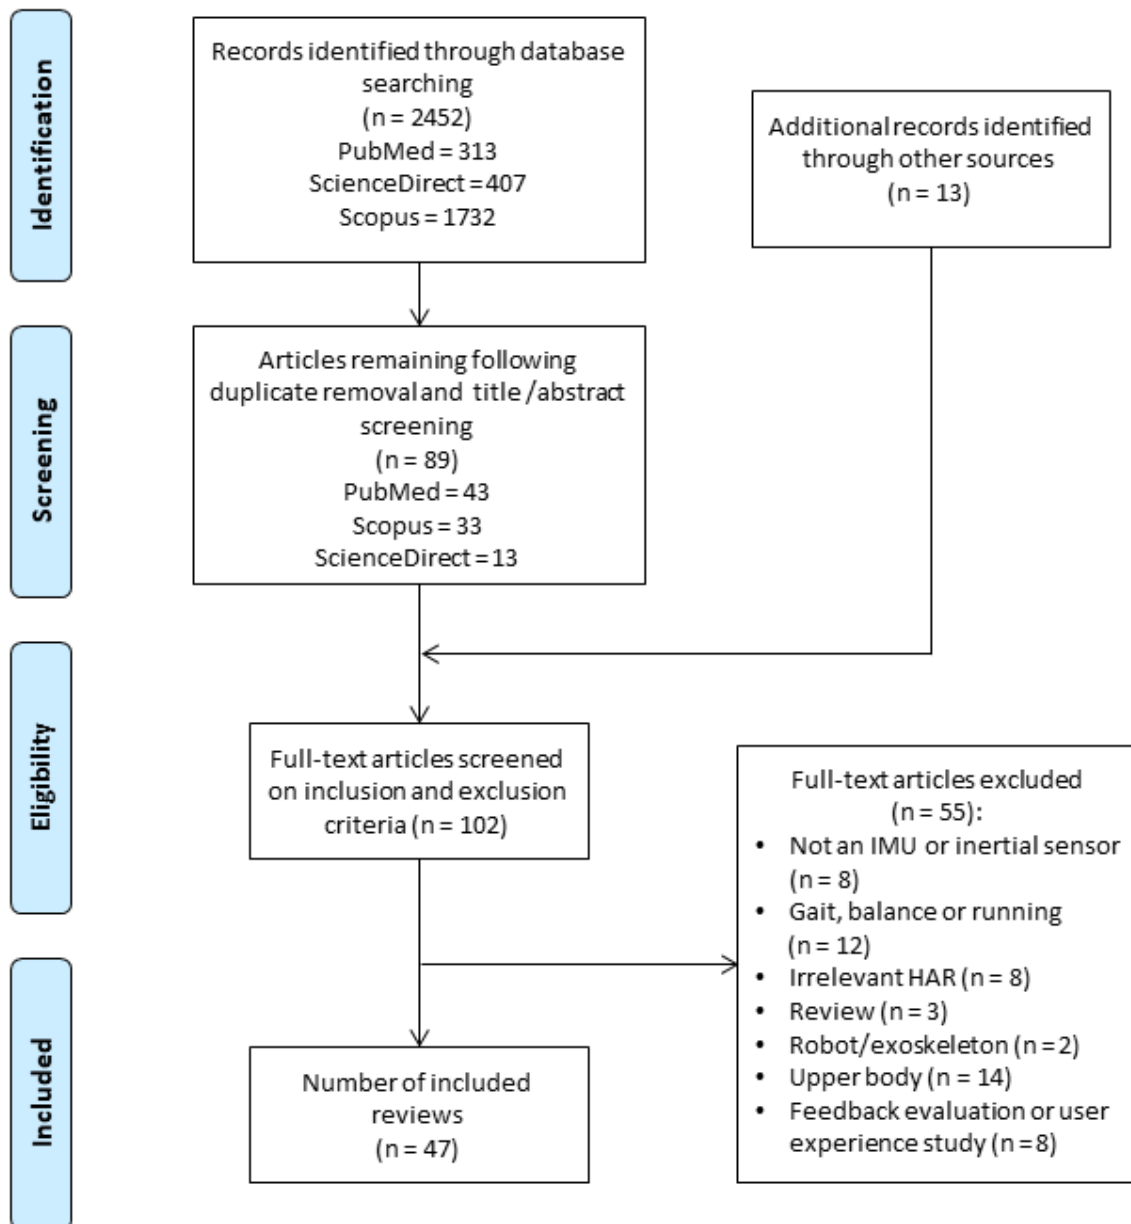 Identification
Records identified through database
searching
(n = 2452)
PubMed = 313
ScienceDirect = 407
Scopus = 1732
Additional records identified
through other sources
(n = 13)
Screening
Articles remaining following
duplicate removal and title /abstract
screening
(n = 89)
PubMed = 43
Scopus = 33
ScienceDirect = 13
Eligibility
Full-text articles screened
on inclusion and exclusion
criteria (n = 102)
Full-text articles excluded
(n = 55):
• Not an IMU or inertial sensor
(n = 8)
• Gait, balance or running
(n = 12)
• Irrelevant HAR (n = 8)
• Review (n = 3)
• Robot/exoskeleton (n = 2)
• Upper body (n = 14)
• Feedback evaluation or user
experience study (n = 8)
Included
Number of included
reviews
(n = 47)